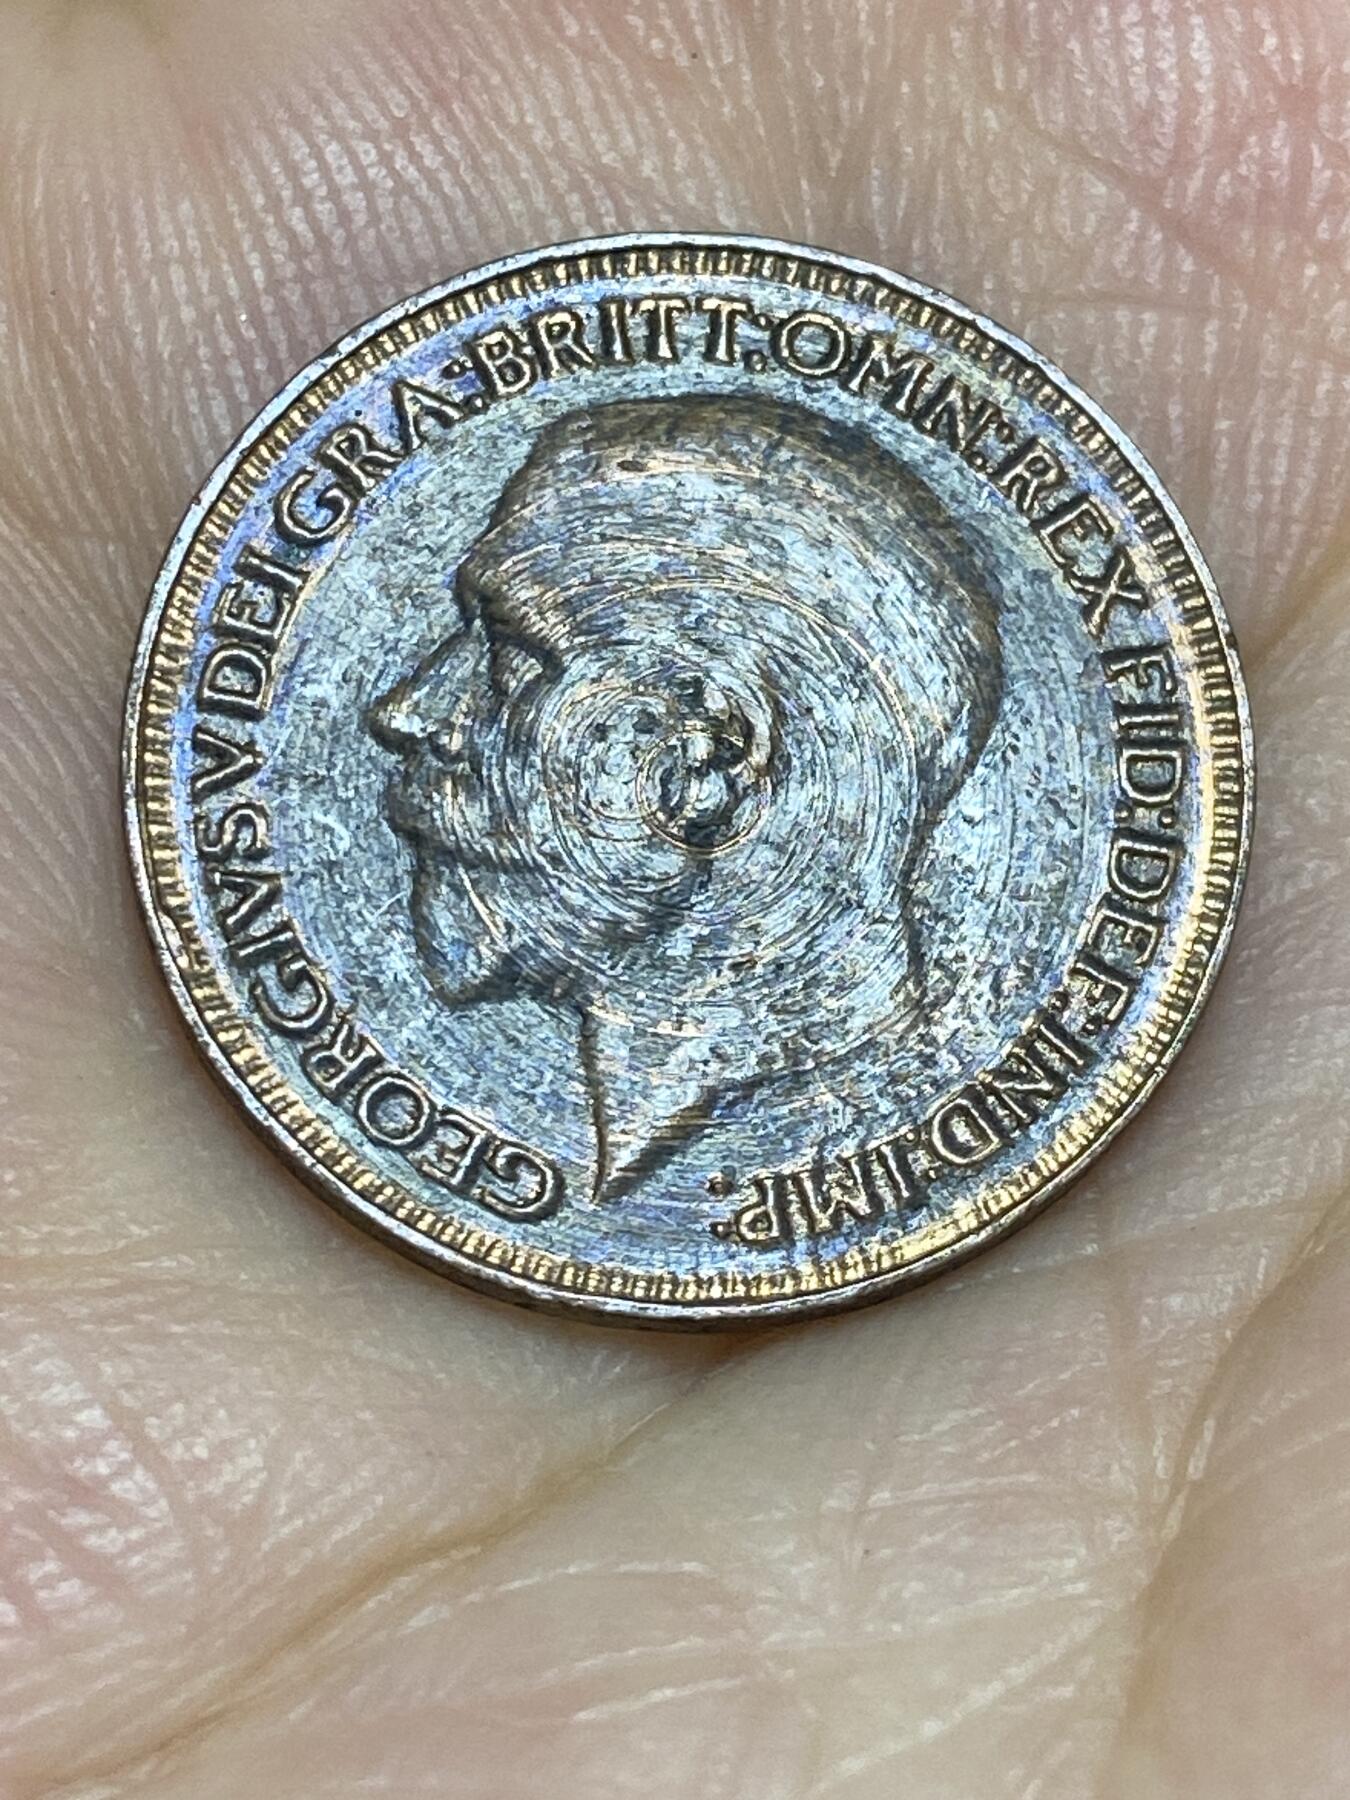 GEORGIVS V DEI GRA: BRITT: OMN: REX FID: DEF: IND: IMP: